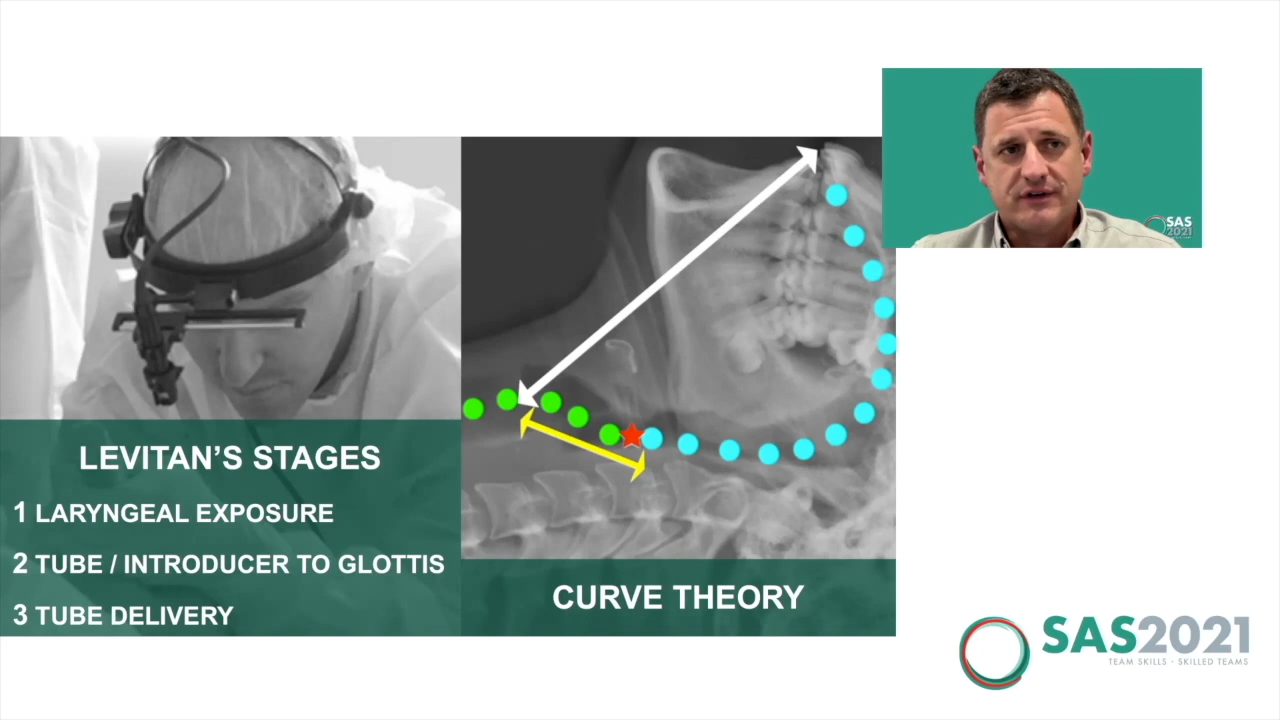 LEVITAN'S STAGES
1 LARYNGEAL EXPOSURE
2 TUBE / INTRODUCER TO GLOTTIS
3 TUBE DELIVERY
CURVE THEORY
SAS
2021
SAS2021
TEAM SKILLS - SKILLED TEAMS